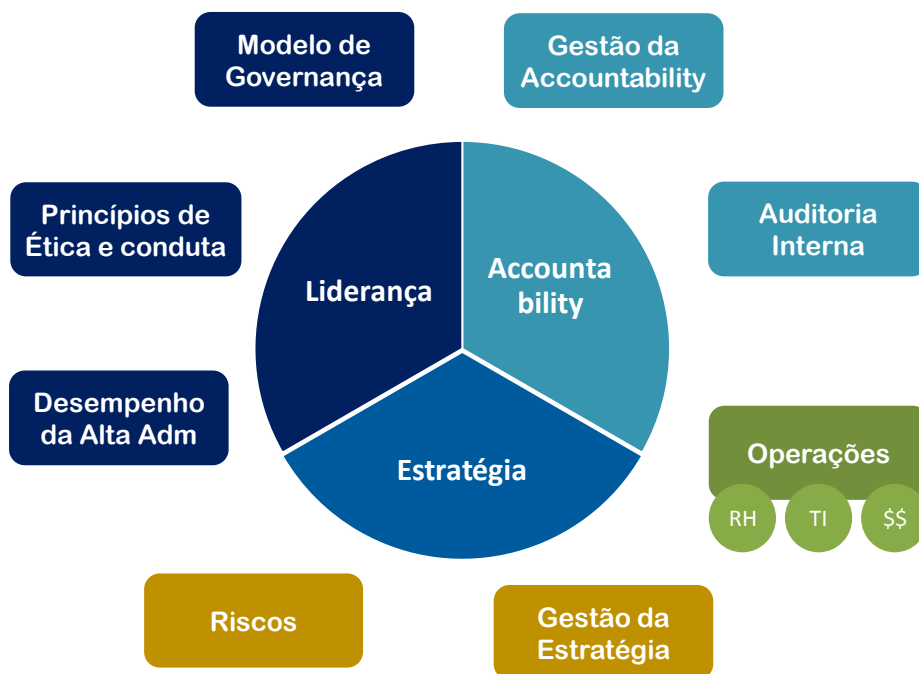 Modelo de
Governança
Gestão da
Accountability
Princípios de
Ética e conduta
Auditoria
Interna
Liderança
Accounta
bility
Desempenho
da Alta Adm
Estratégia
Operações
RH
TI
$$
Riscos
Gestão da
Estratégia